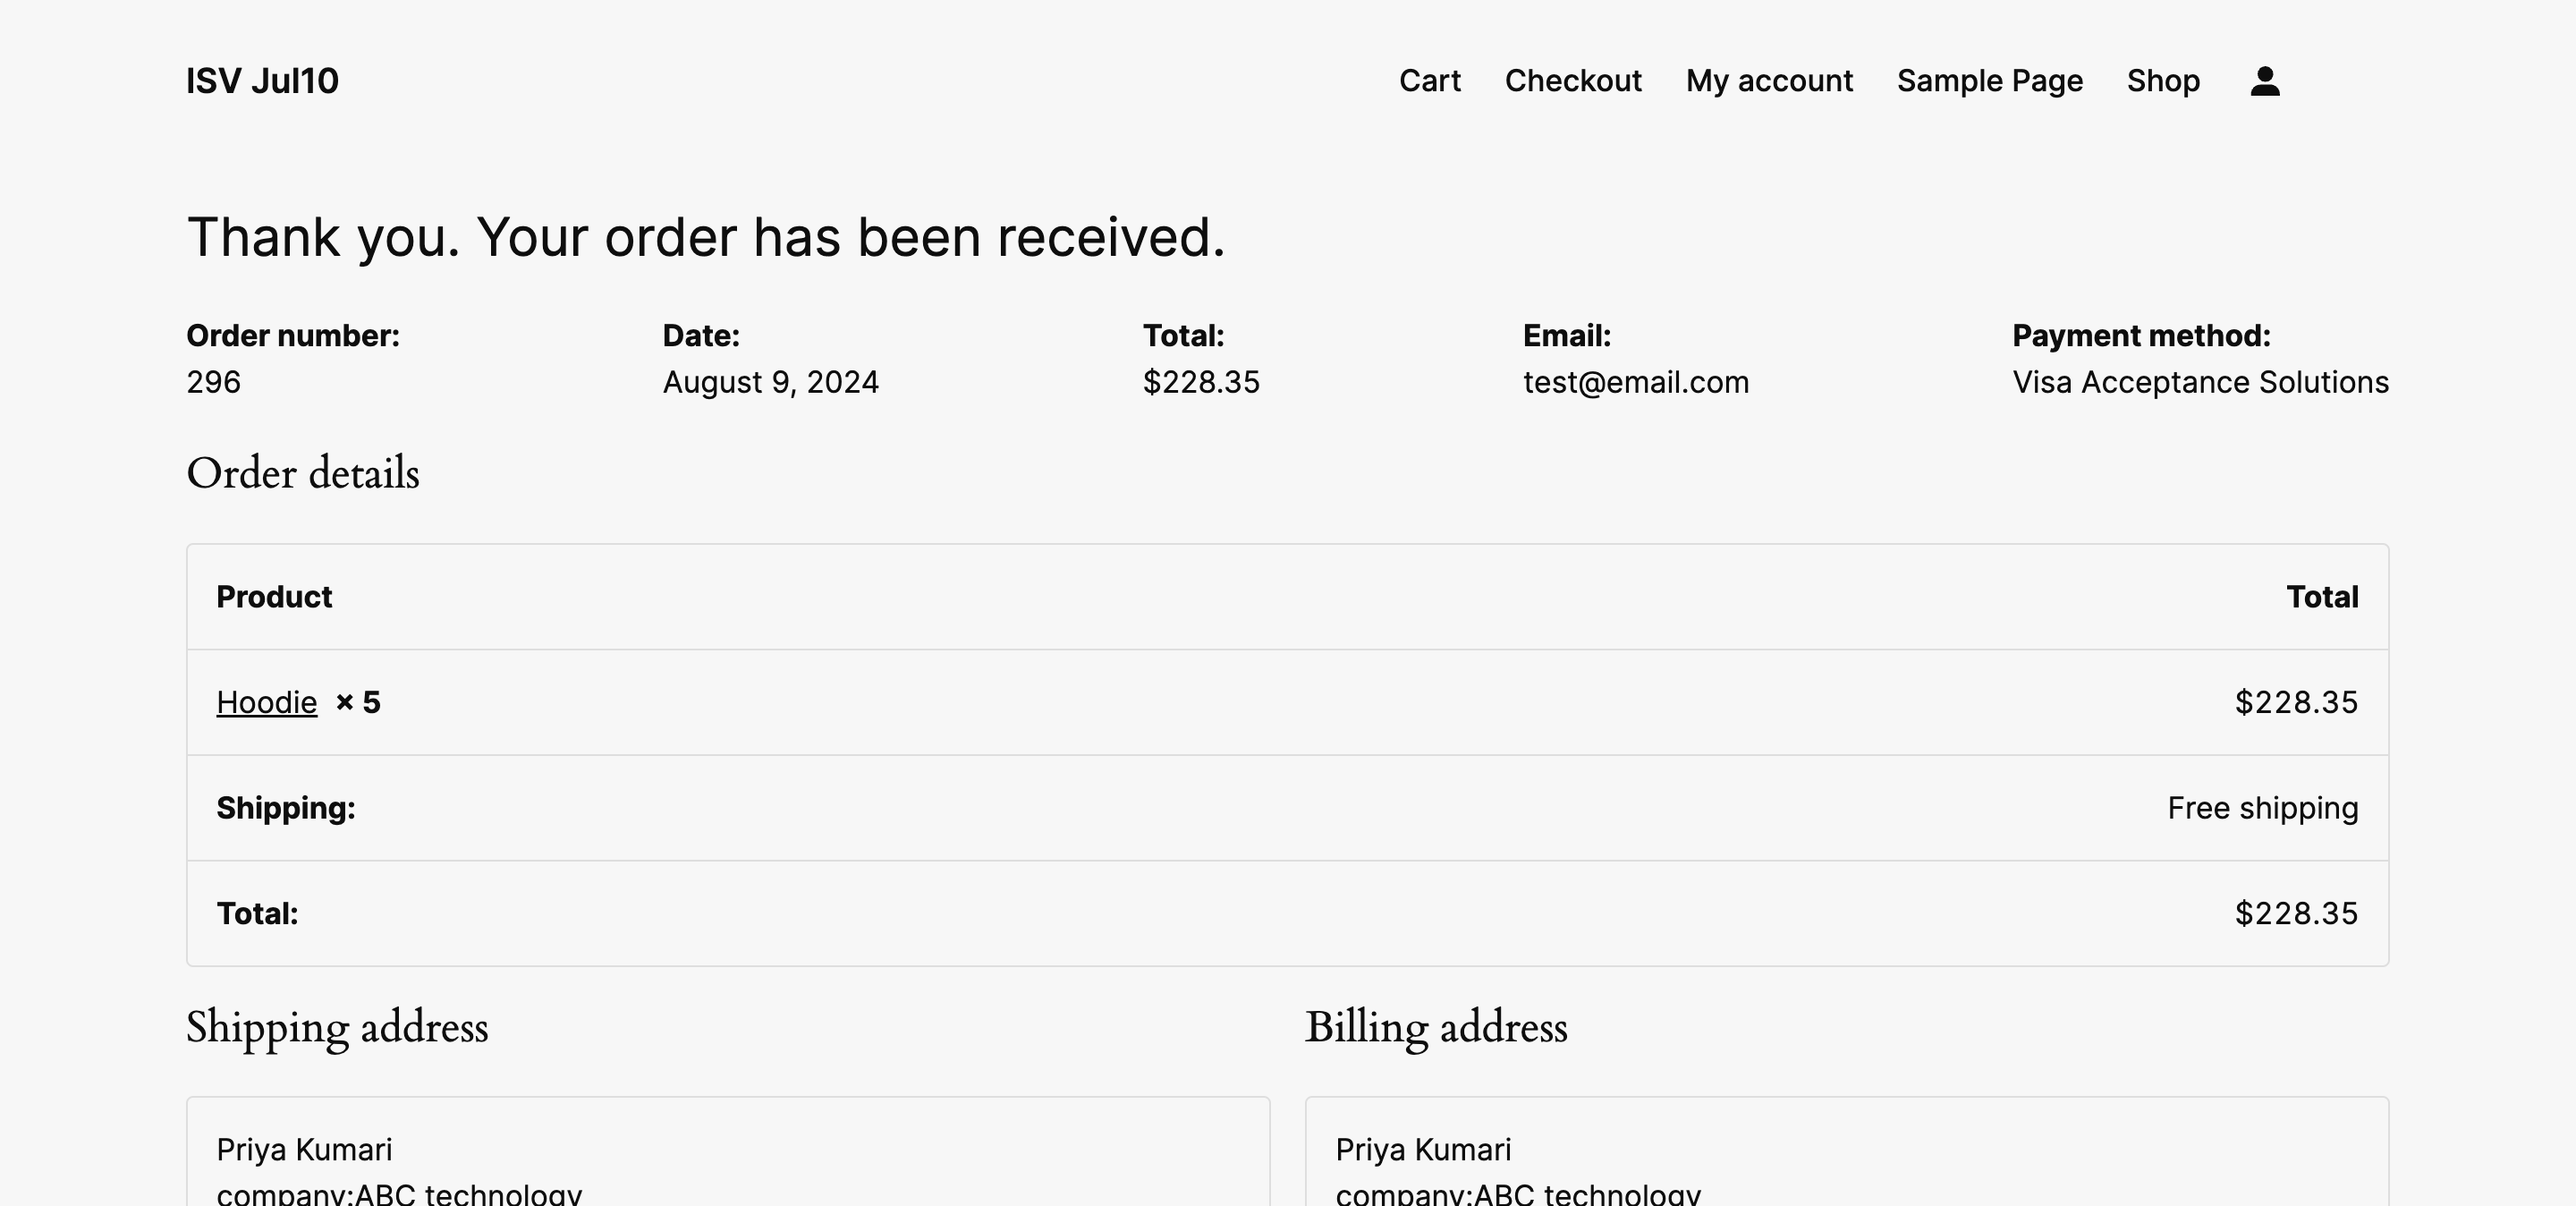 ISV Jul10
Cart Checkout My account Sample Page Shop
Thank you. Your order has been received.
Order number: Date: Total: Email: Payment method:
296 August 9, 2024 $228.35 test@email.com Visa Acceptance Solutions
Order details
Product Total
Hoodie × 5 $228.35
Shipping: Free shipping
Total: $228.35
Shipping address Billing address
Priya Kumari Priya Kumari
company:ABC technology company:ABC technology